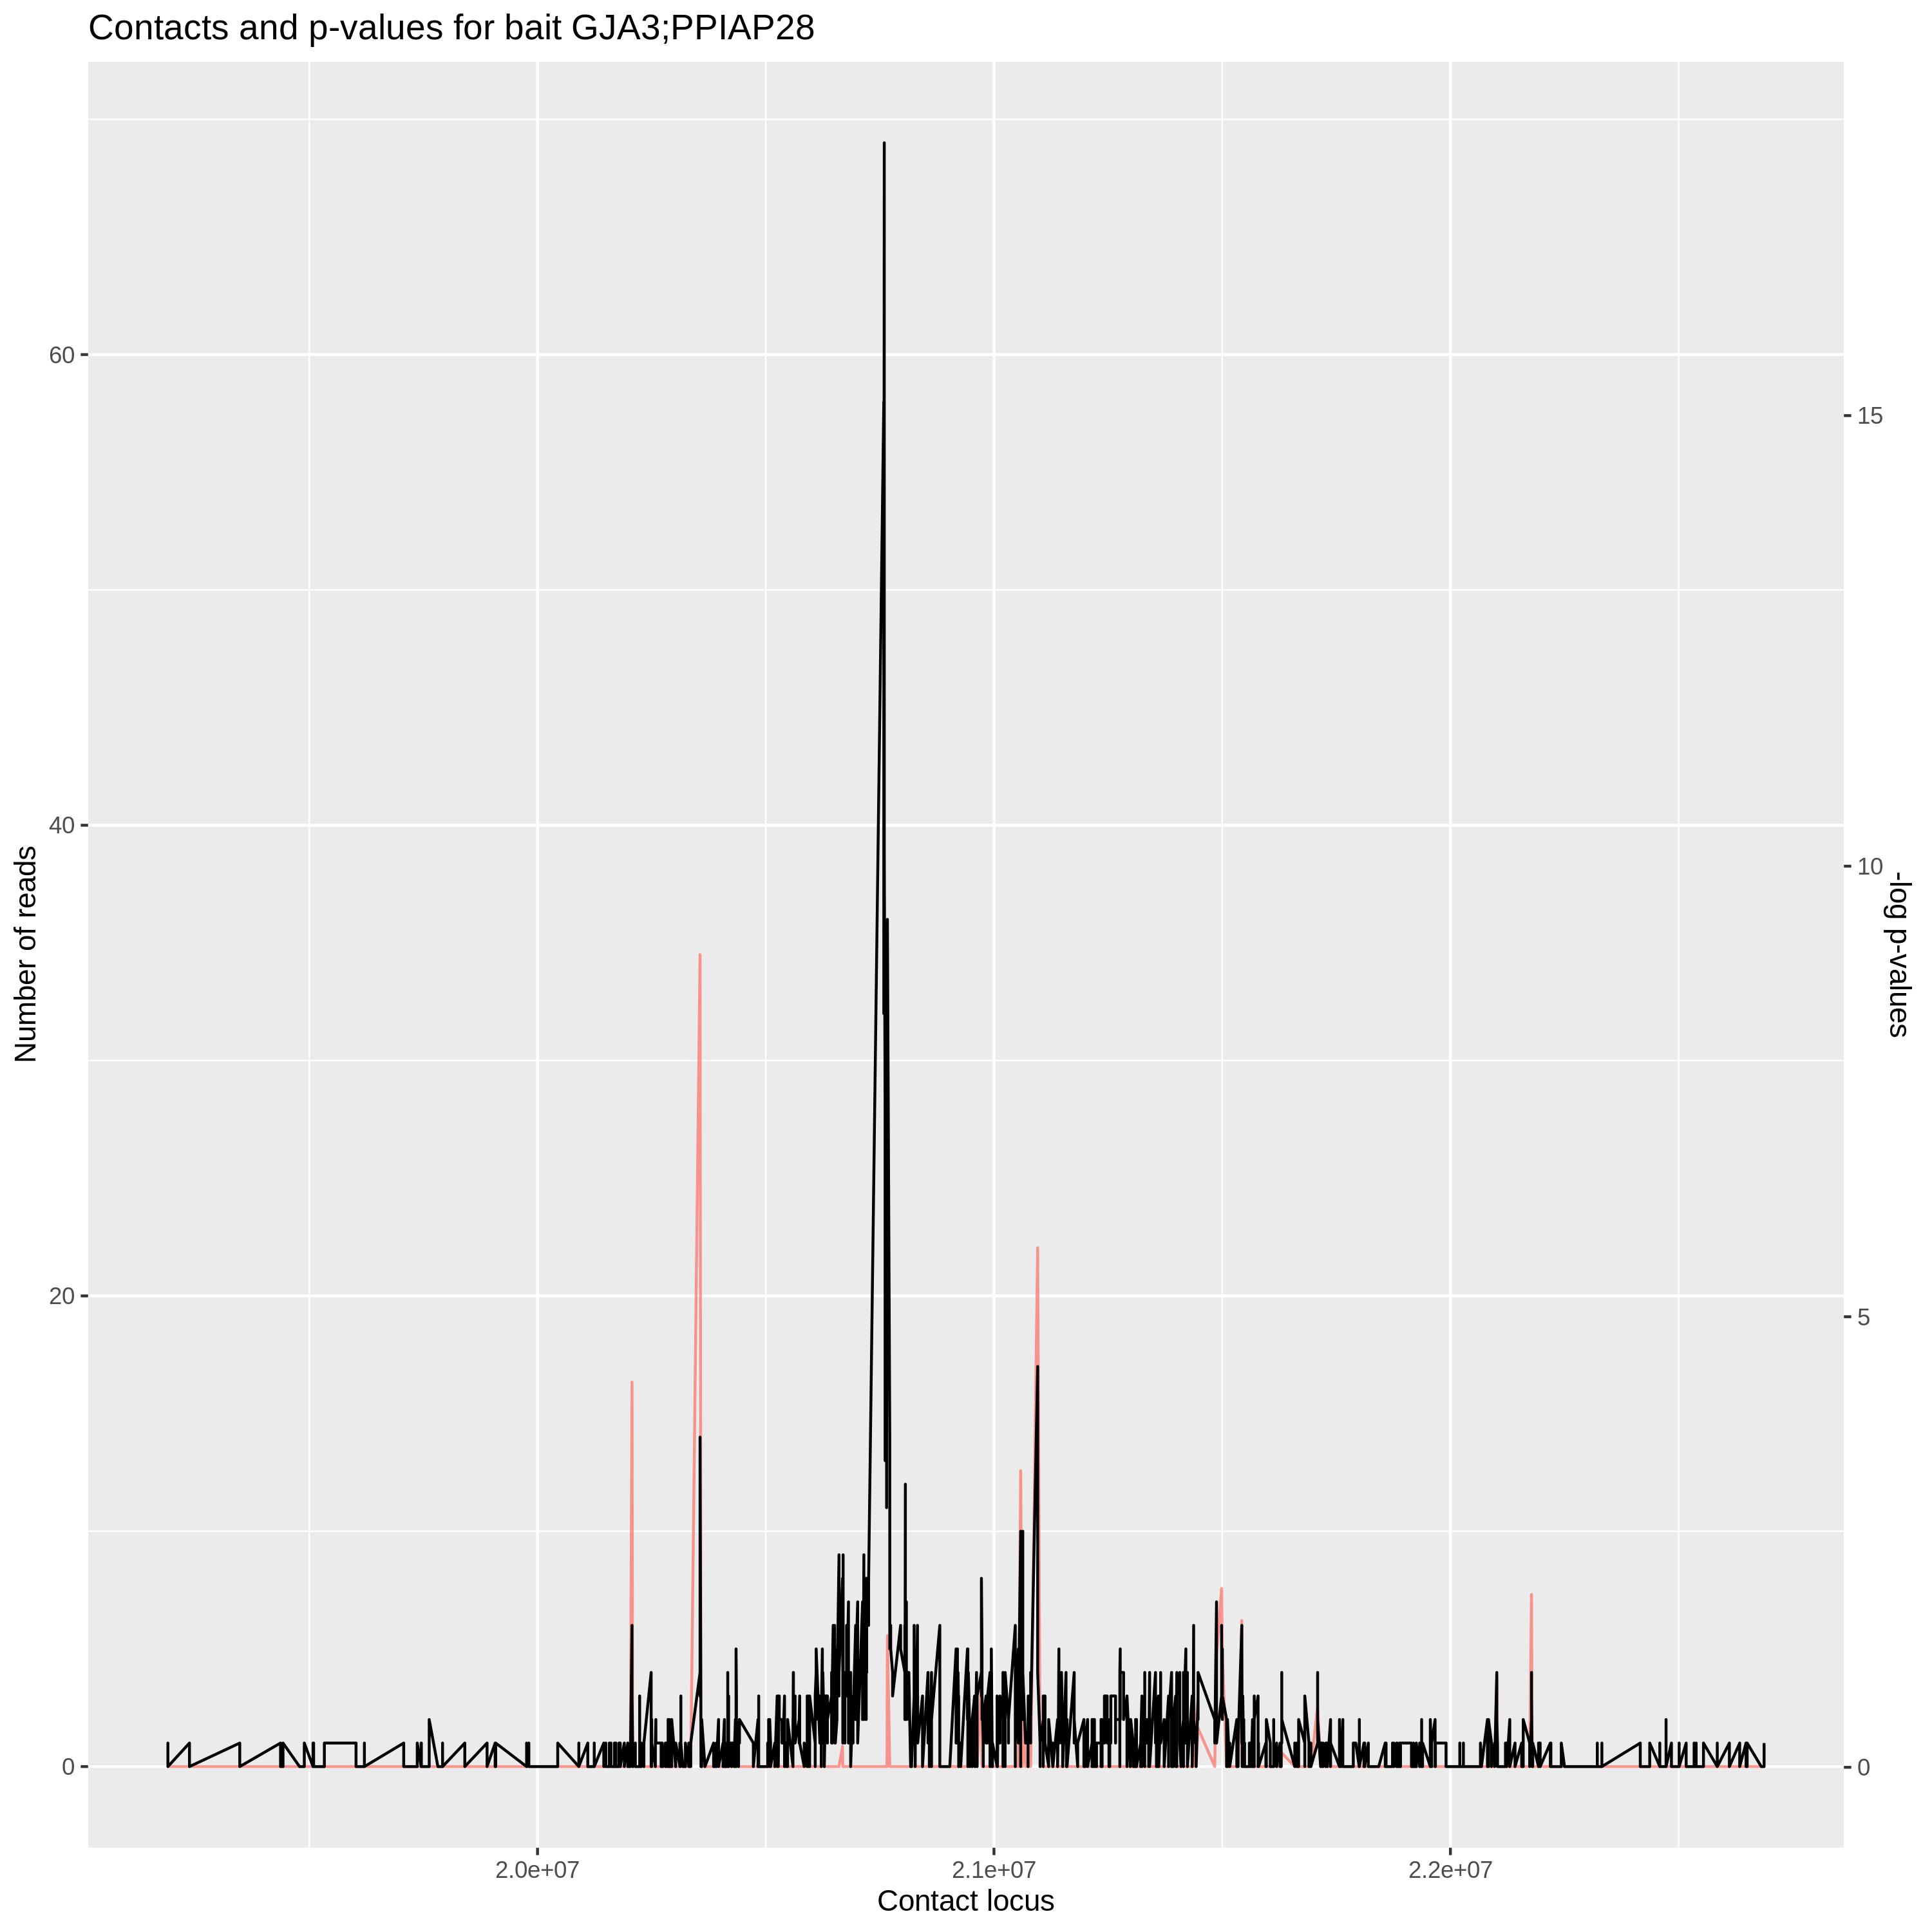 Contacts and p-values for bait GJA3;PPIAP28
Number of reads
60
40
20
0
15
10
5
0
-log p-values
2.0e+07
2.1e+07
2.2e+07
Contact locus